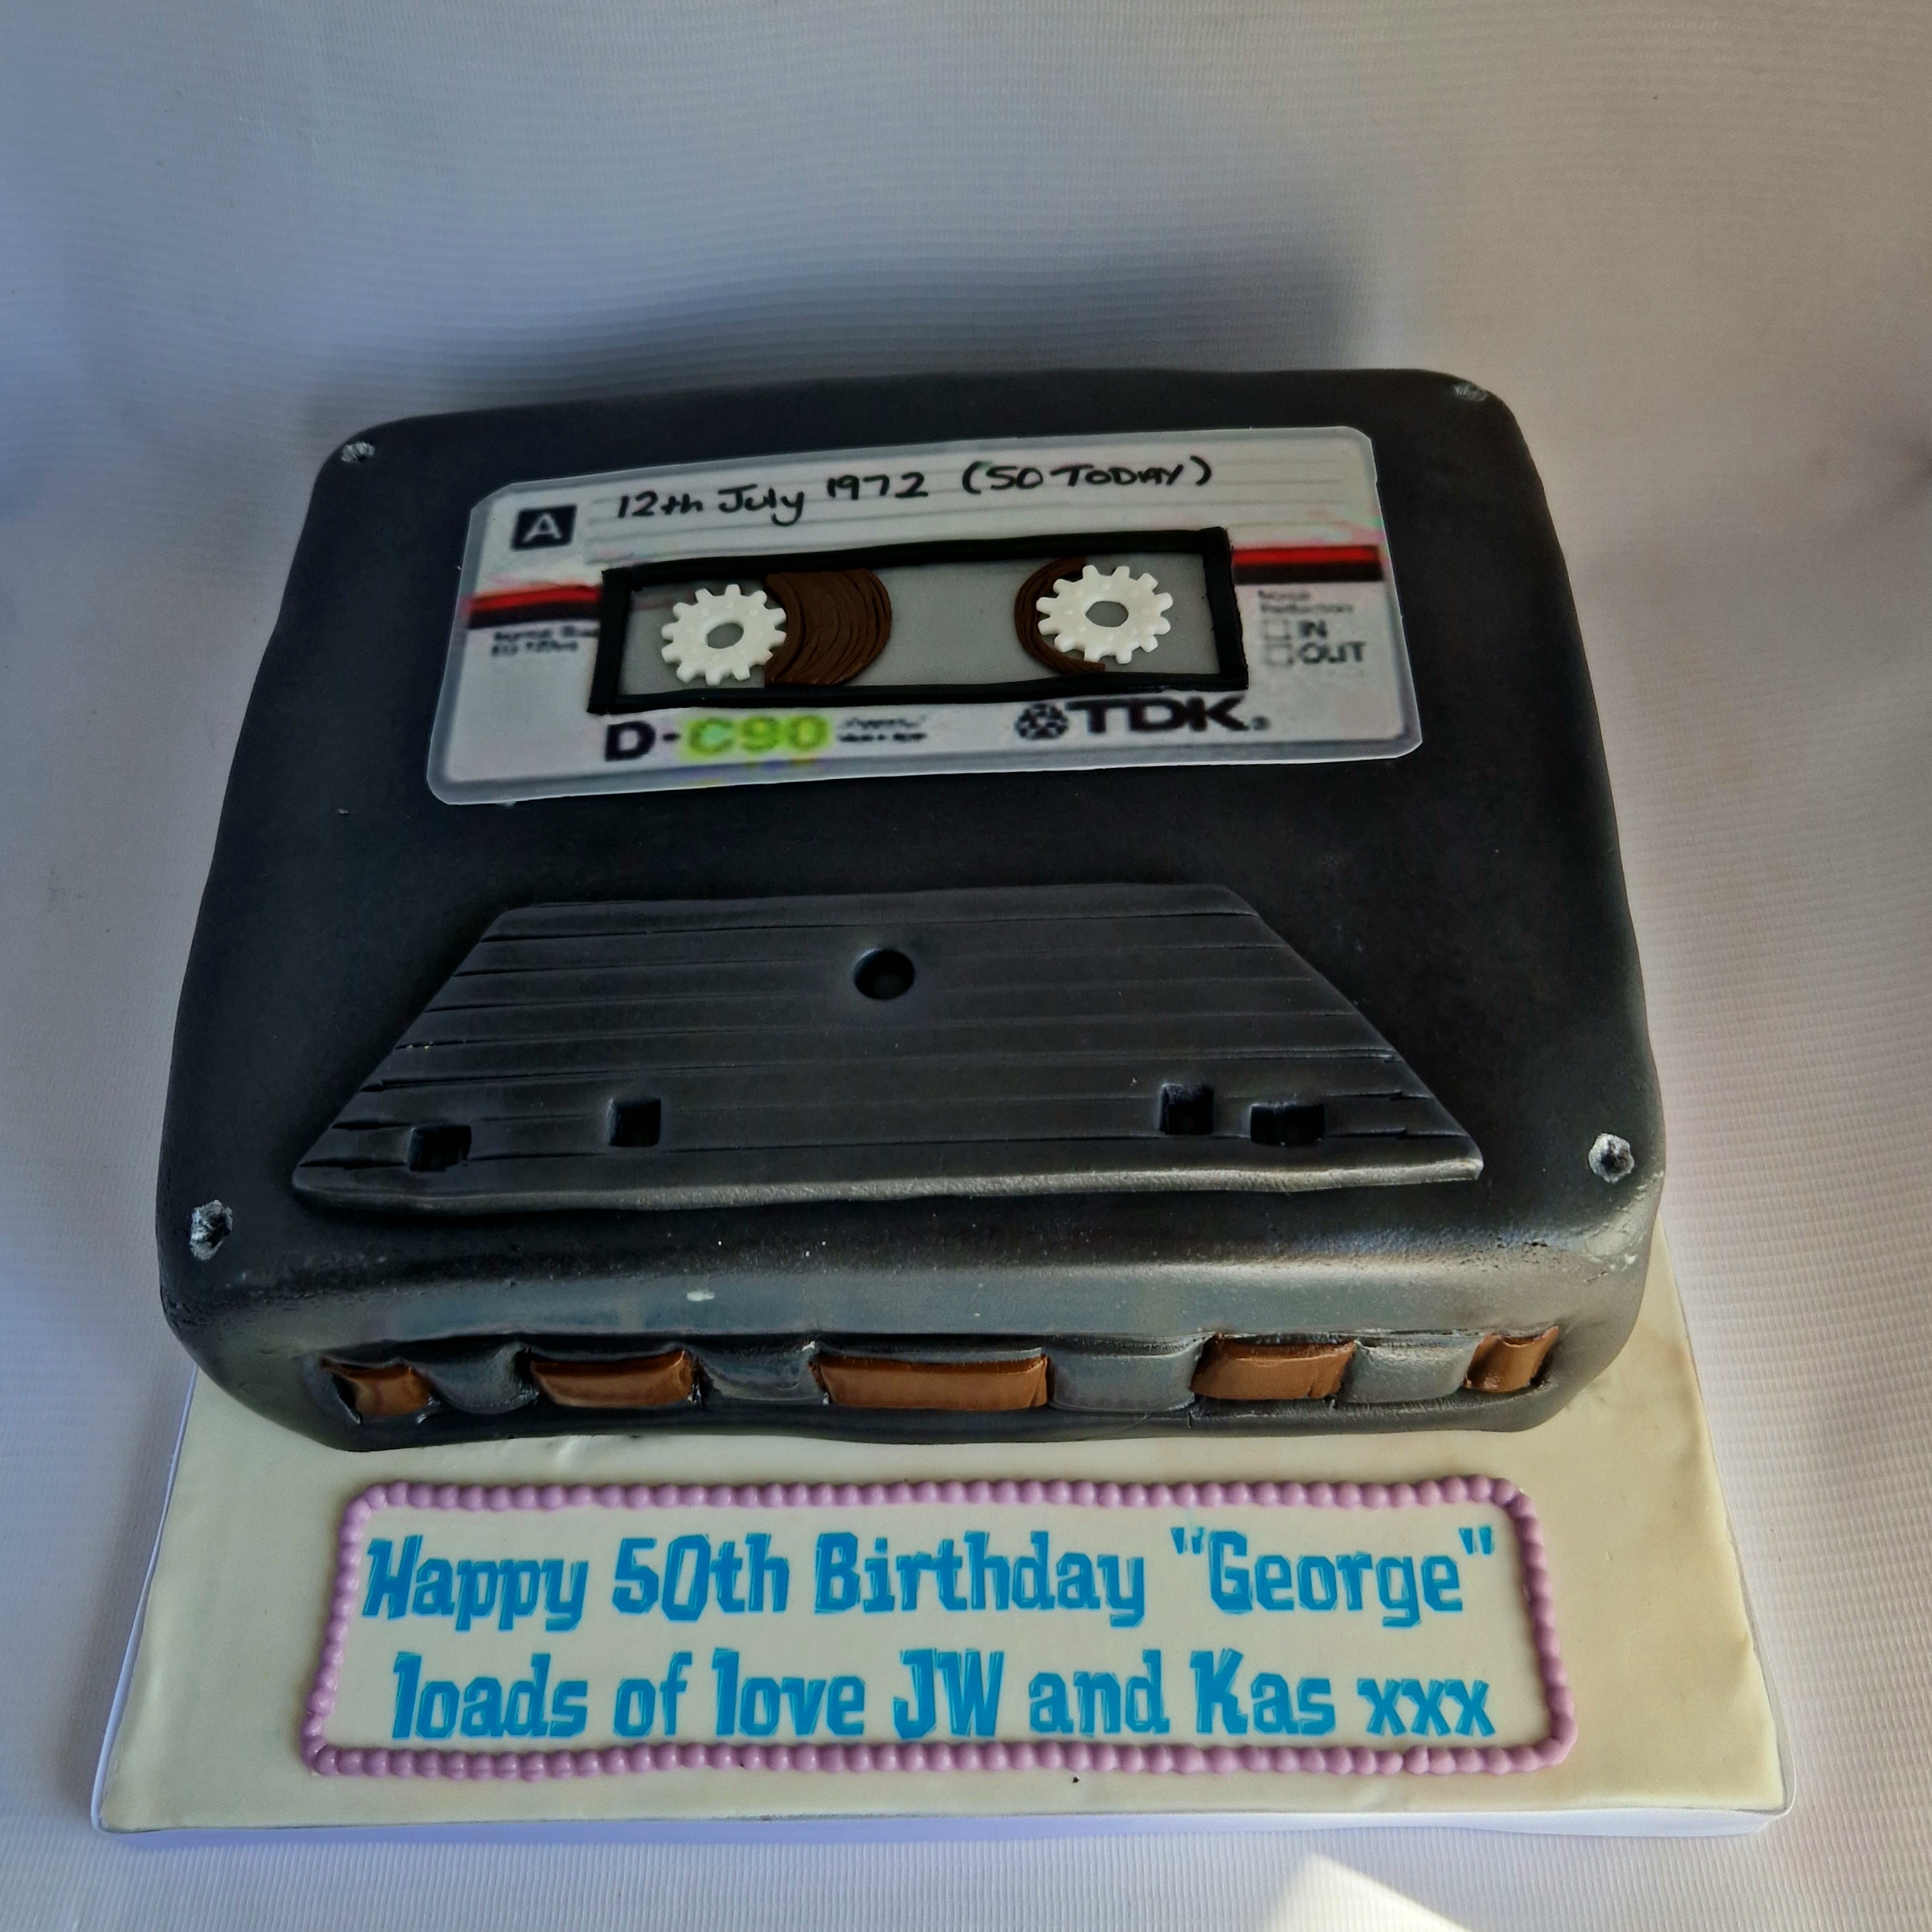 A 12th July 1972 (50 TODAY)
IN
OUT
D-C90 TDK
Happy 50th Birthday "George"
loads of love JW and Kas xxx